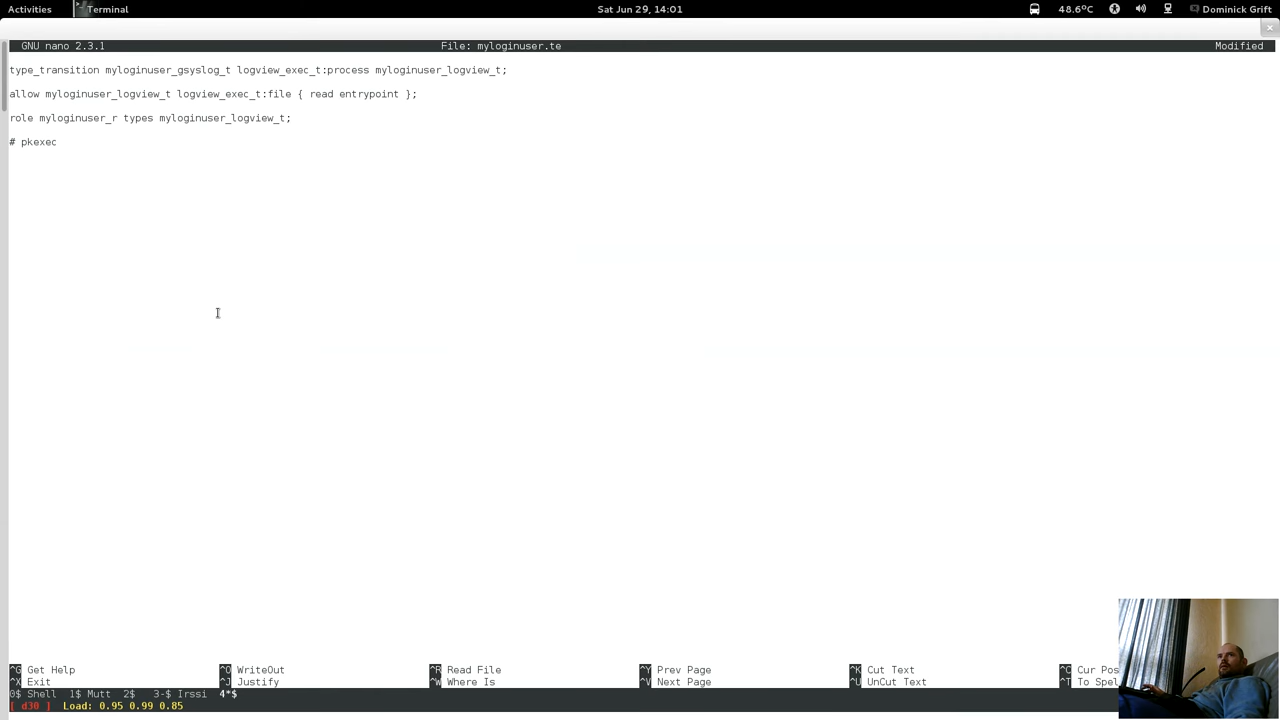 Activities Terminal Sat Jun 29, 14:01 48.6°C Dominick Grift
GNU nano 2.3.1 File: myloginuser.te Modified
type_transition myloginuser_gsyslog_t logview_exec_t:process myloginuser_logview_t;
allow myloginuser_logview_t logview_exec_t:file { read entrypoint };
role myloginuser_r types myloginuser_logview_t;
# pkexec
^G Get Help ^O WriteOut ^R Read File ^Y Prev Page ^K Cut Text ^C Cur Pos
^X Exit ^J Justify ^W Where Is ^V Next Page ^U UnCut Text ^T To Spel
0$ Shell 1$ Mutt 2$ 3-$ Irssi 4*$
[ d30 ] Load: 0.95 0.99 0.85